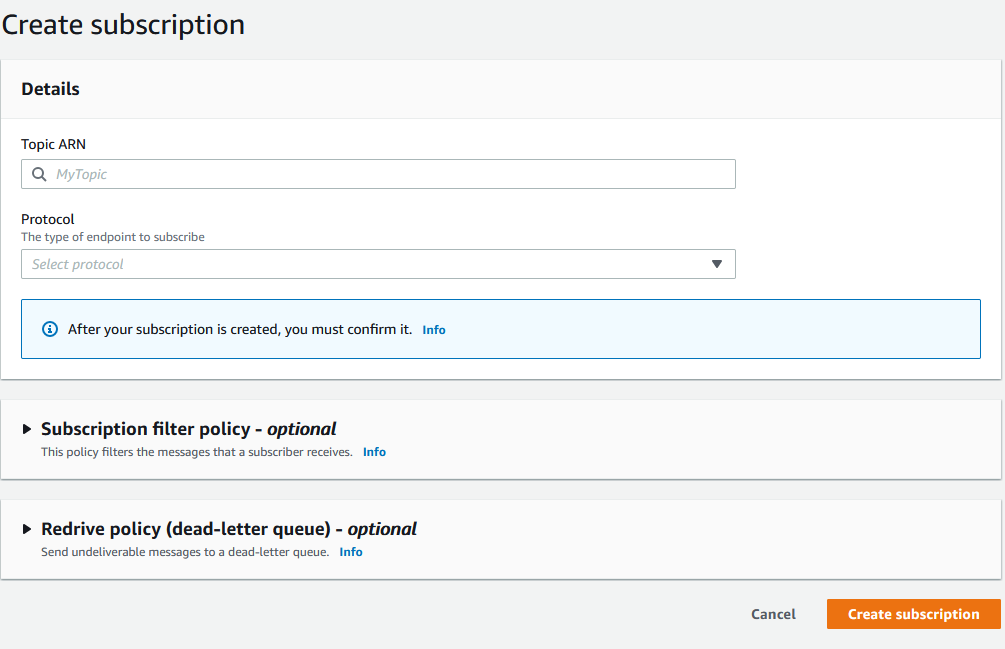 Create subscription
Details
Topic ARN
MyTopic
Protocol
The type of endpoint to subscribe
Select protocol
After your subscription is created, you must confirm it. Info
Subscription filter policy - optional
This policy filters the messages that a subscriber receives. Info
Redrive policy (dead-letter queue) - optional
Send undeliverable messages to a dead-letter queue. Info
Cancel Create subscription